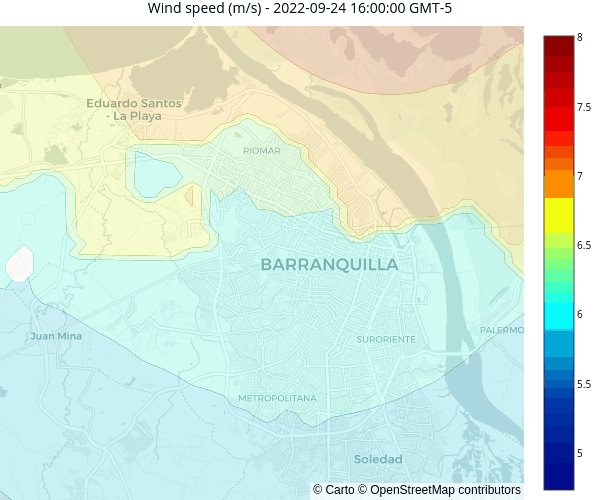 Wind speed (m/s) - 2022-09-24 16:00:00 GMT-5
8
7.5
7
6.5
6
5.5
5
Eduardo Santos
- La Playa
RIOMAR
BARRANQUILLA
Juan Mina
SURORIENTE
PALERMO
METROPOLITANA
Soledad
© Carto © OpenStreetMap contributors